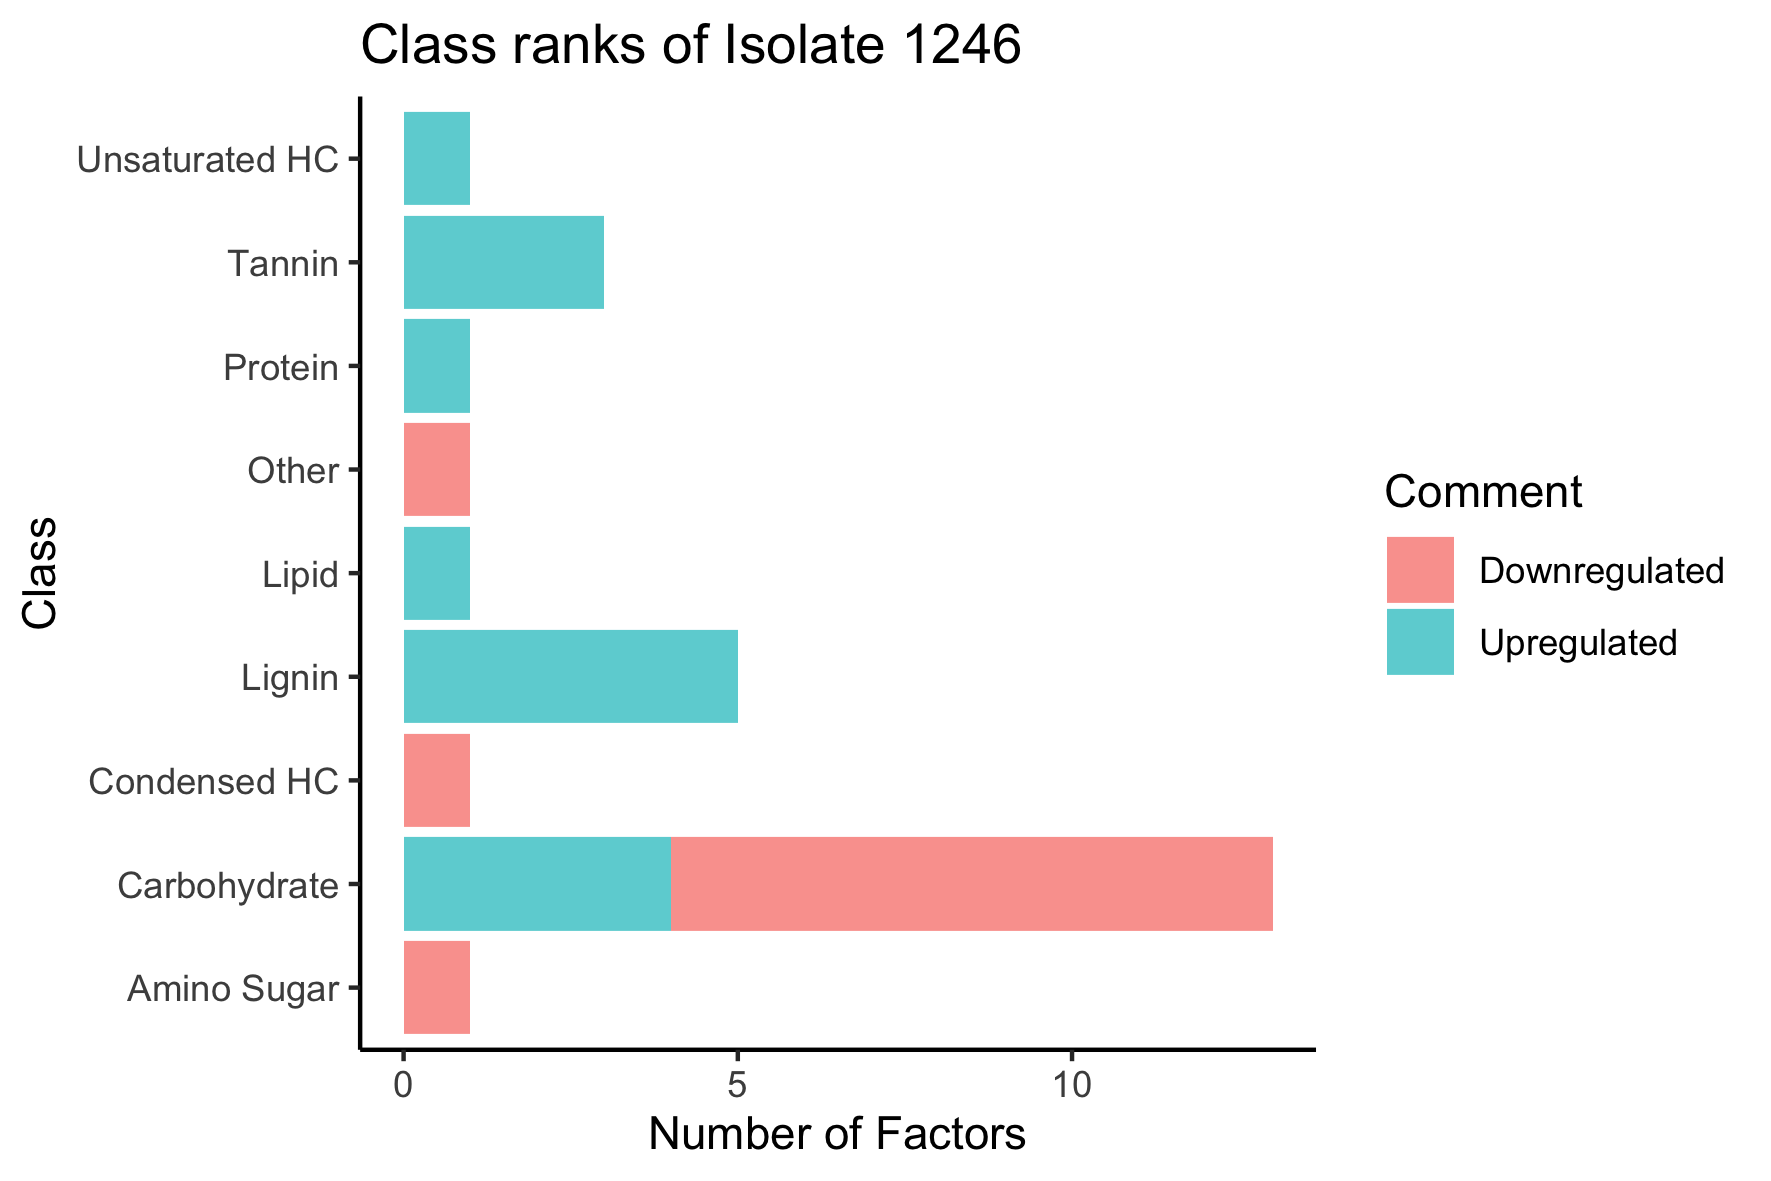 Class ranks of Isolate 1246
Class
Unsaturated HC
Tannin
Protein
Other
Lipid
Lignin
Condensed HC
Carbohydrate
Amino Sugar
0 5 10
Number of Factors
Comment
Downregulated
Upregulated